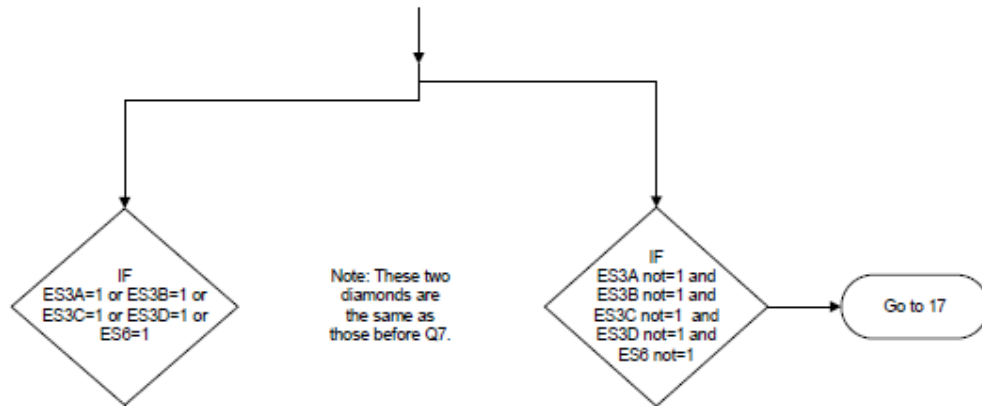 IF
ES3A=1 or ES3B=1 or
ES3C=1 or ES3D=1 or
ES6=1
Note: These two
diamonds are
the same as
those before Q7.
IF
ES3A not=1 and
ES3B not=1 and
ES3C not=1 and
ES3D not=1 and
ES6 not=1
Go to 17